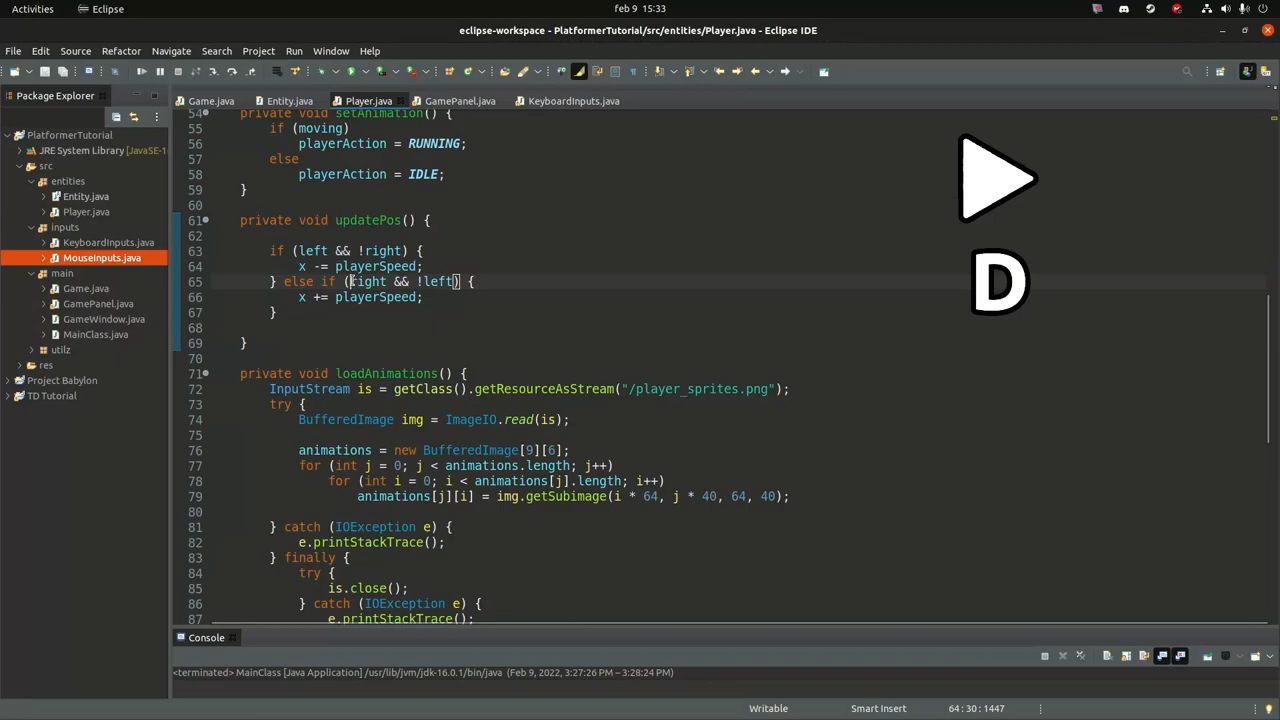 Activities Eclipse feb 9 15:33
eclipse-workspace - PlatformerTutorial/src/entities/Player.java - Eclipse IDE
File Edit Source Refactor Navigate Search Project Run Window Help
Package Explorer
PlatformerTutorial
JRE System Library [JavaSE-1
src
entities
Entity.java
Player.java
inputs
KeyboardInputs.java
MouseInputs.java
main
Game.java
GamePanel.java
GameWindow.java
MainClass.java
utilz
res
Project Babylon
TD Tutorial
Game.java Entity.java Player.java GamePanel.java KeyboardInputs.java
54 private void setAnimation() {
55 if (moving)
56 playerAction = RUNNING;
57 else
58 playerAction = IDLE;
59 }
60
61 private void updatePos() {
62
63 if (left && !right) {
64 x -= playerSpeed;
65 } else if (right && !left) {
66 x += playerSpeed;
67 }
68
69 }
70
71 private void loadAnimations() {
72 InputStream is = getClass().getResourceAsStream("/player_sprites.png");
73 try {
74 BufferedImage img = ImageIO.read(is);
75
76 animations = new BufferedImage[9][6];
77 for (int j = 0; j < animations.length; j++)
78 for (int i = 0; i < animations[j].length; i++)
79 animations[j][i] = img.getSubimage(i * 64, j * 40, 64, 40);
80
81 } catch (IOException e) {
82 e.printStackTrace();
83 } finally {
84 try {
85 is.close();
86 } catch (IOException e) {
87 e.printStackTrace();
D
Console
<terminated> MainClass [Java Application] /usr/lib/jvm/jdk-16.0.1/bin/java (Feb 9, 2022, 3:27:26 PM – 3:28:24 PM)
Writable Smart Insert 64 : 30 : 1447